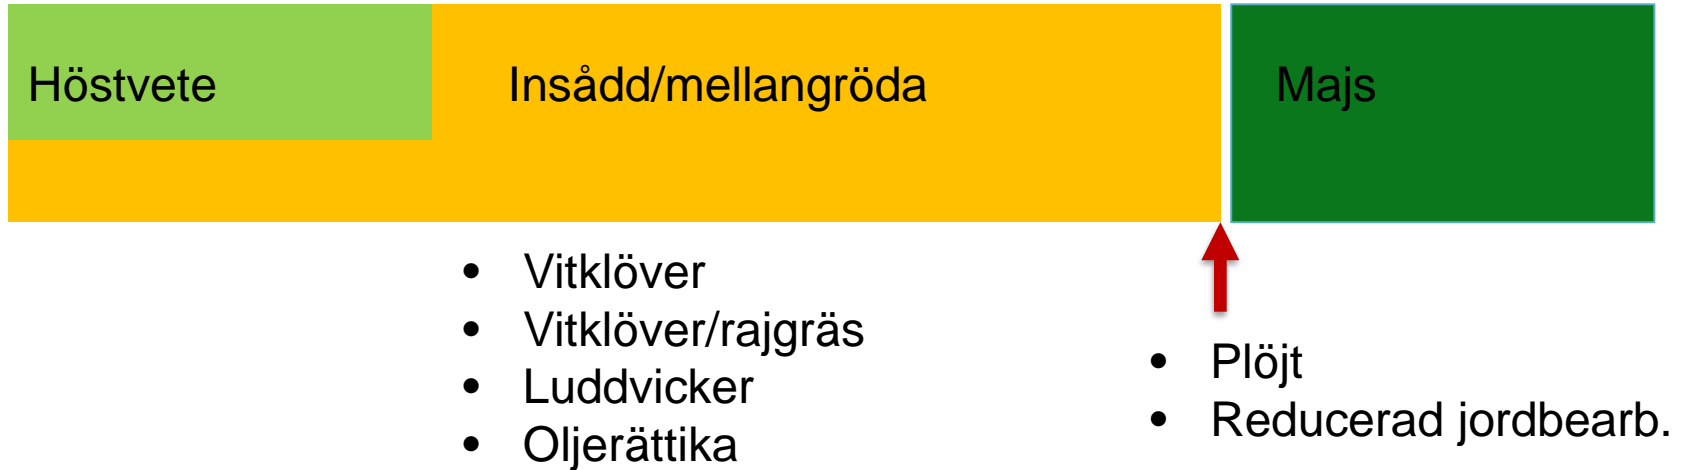 Höstvete
Insådd/mellangröda
Majs
• Vitklöver
• Vitklöver/rajgräs
• Luddvicker
• Oljerättika
• Plöjt
• Reducerad jordbearb.